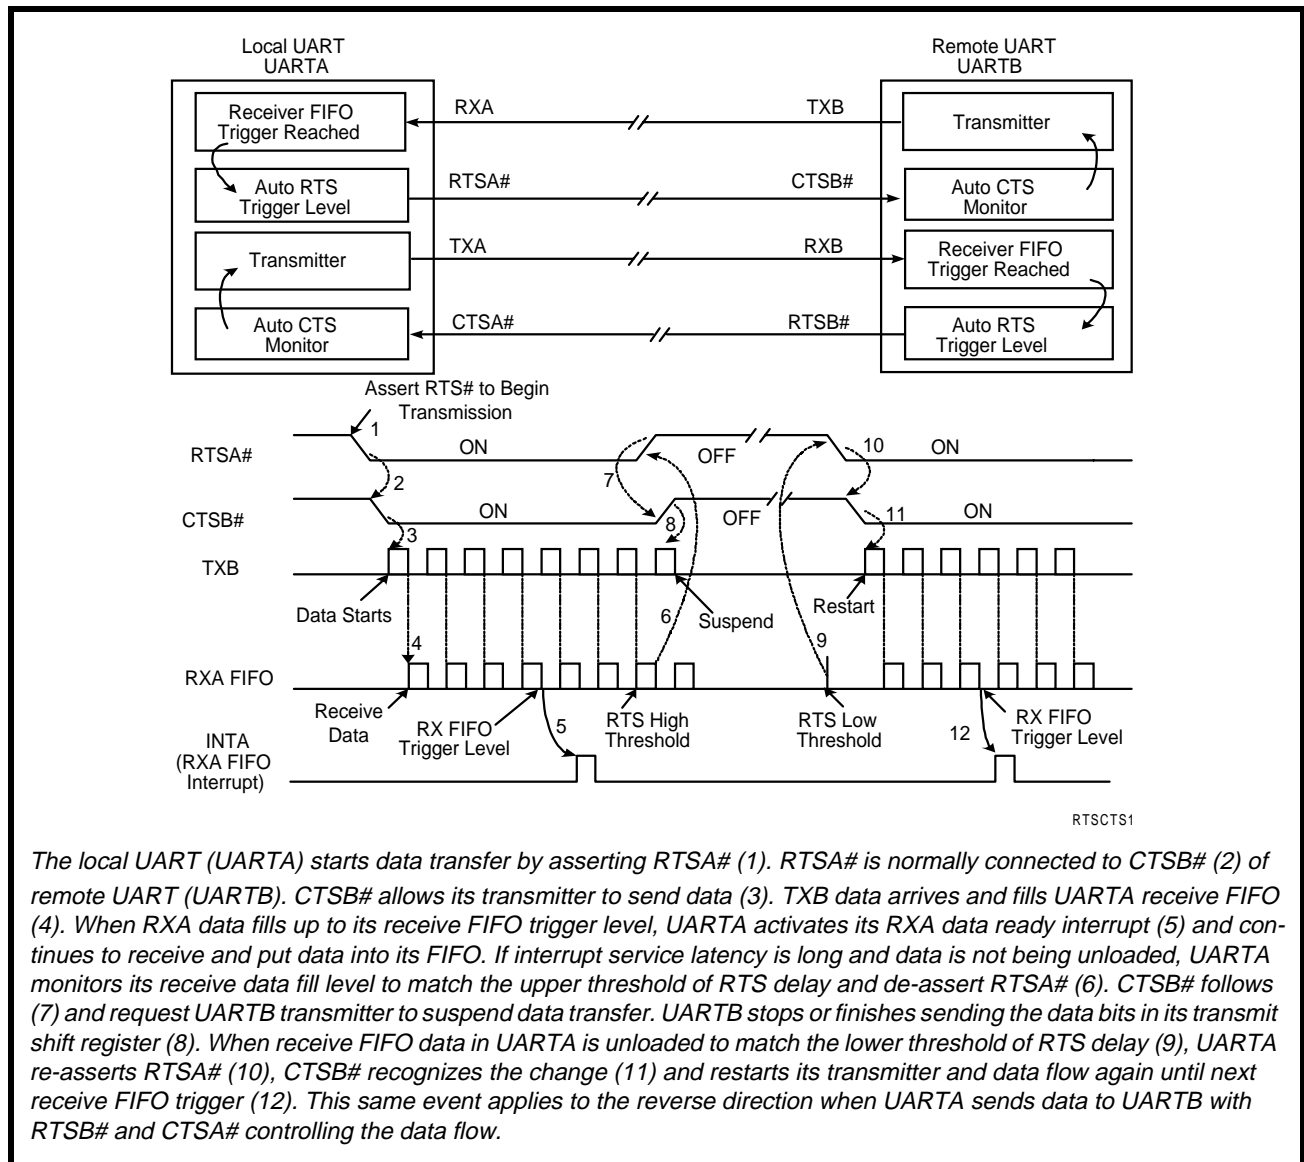 Local UART
UARTA
Remote UART
UARTB
Receiver FIFO
Trigger Reached
RXA
TXB
Transmitter
Auto RTS
Trigger Level
RTSA#
CTSB#
Auto CTS
Monitor
Transmitter
TXA
RXB
Receiver FIFO
Trigger Reached
Auto CTS
Monitor
CTSA#
RTSB#
Auto RTS
Trigger Level
Assert RTS# to Begin
Transmission
RTSA#
1
ON
OFF
10
ON
2
7
CTSB#
ON
OFF
ON
3
8
11
TXB
Data Starts
Suspend
Restart
4
6
9
RXA FIFO
Receive
Data
RX FIFO
Trigger Level
5
RTS High
Threshold
RTS Low
Threshold
12
RX FIFO
Trigger Level
INTA
(RXA FIFO
Interrupt)
RTSCTS1
The local UART (UARTA) starts data transfer by asserting RTSA# (1). RTSA# is normally connected to CTSB# (2) of
remote UART (UARTB). CTSB# allows its transmitter to send data (3). TXB data arrives and fills UARTA receive FIFO
(4). When RXA data fills up to its receive FIFO trigger level, UARTA activates its RXA data ready interrupt (5) and con-
tinues to receive and put data into its FIFO. If interrupt service latency is long and data is not being unloaded, UARTA
monitors its receive data fill level to match the upper threshold of RTS delay and de-assert RTSA# (6). CTSB# follows
(7) and request UARTB transmitter to suspend data transfer. UARTB stops or finishes sending the data bits in its transmit
shift register (8). When receive FIFO data in UARTA is unloaded to match the lower threshold of RTS delay (9), UARTA
re-asserts RTSA# (10), CTSB# recognizes the change (11) and restarts its transmitter and data flow again until next
receive FIFO trigger (12). This same event applies to the reverse direction when UARTA sends data to UARTB with
RTSB# and CTSA# controlling the data flow.